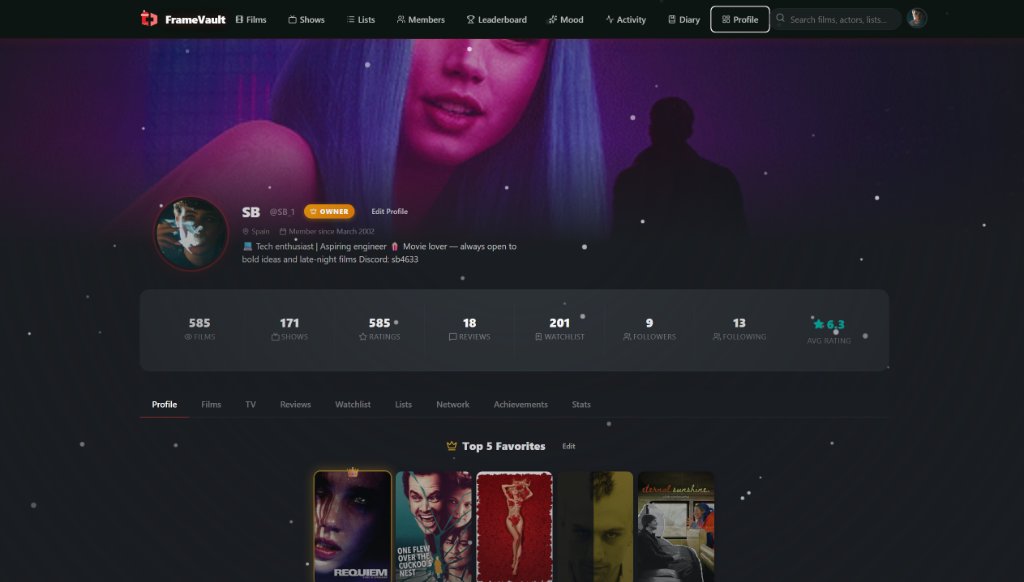 FrameVault Films Shows Lists Members Leaderboard Mood Activity Diary Profile Search films, actors, lists...
SB @SB_1 OWNER Edit Profile
Spain Member since March 2002
Tech enthusiast | Aspiring engineer Movie lover — always open to
bold ideas and late-night films Discord: sb4633
585 171 585 18 201 9 13 6.3
FILMS SHOWS RATINGS REVIEWS WATCHLIST FOLLOWERS FOLLOWING AVG RATING
Profile Films TV Reviews Watchlist Lists Network Achievements Stats
Top 5 Favorites Edit
eternal sunshine
ONE FLEW
OVER THE
CUCKOO'S
NEST
REQUIEM